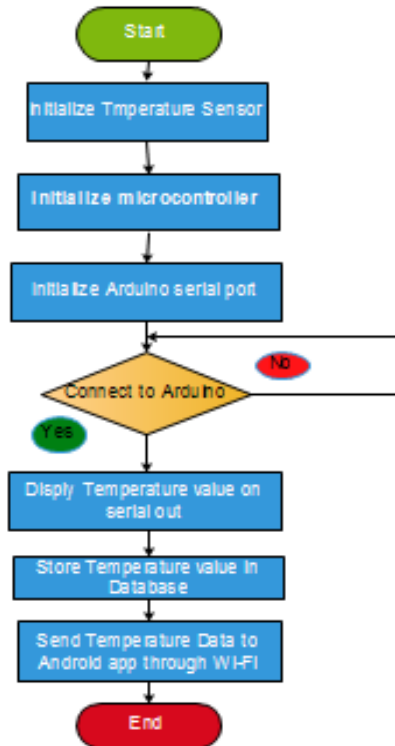 Start
Initialize Tmperature Sensor
Initialize microcontroller
Initialize Arduino serial port
Connect to Arduino
No
Yes
Disply Temperature value on
serial out
Store Temperature value in
Database
Send Temperature Data to
Android app through WI-FI
End